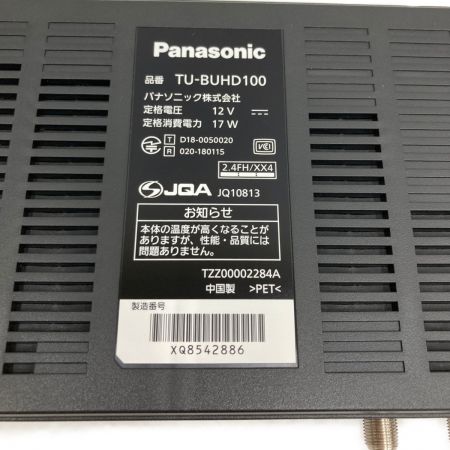 Panasonic
品番 TU-BUHD100
パナソニック株式会社
定格電圧 12 V
定格消費電力 17 W
T D18-0050020
R 020-180115
VCI
2.4FH/XX4
JQA JQ10813
お知らせ
本体の温度が高くなることが
ありますが、性能・品質には
問題ありません。
TZZ00002284A
中国製 >PET<
製造番号
XQ8542886